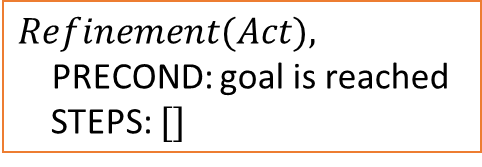 Refinement(Act),
PRECOND: goal is reached
STEPS: []